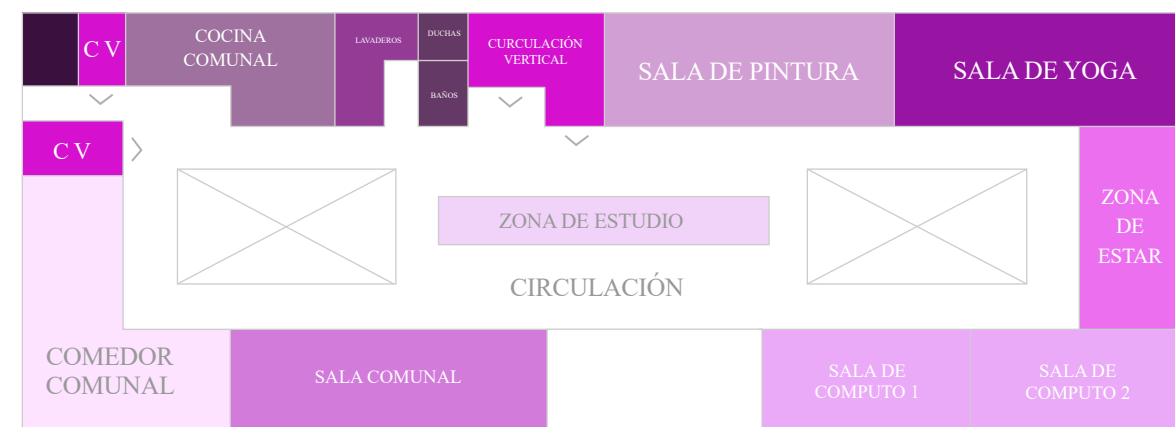 C V
COCINA
COMUNAL
LAVADEROS
DUCHAS
BAÑOS
CURCULACIÓN
VERTICAL
SALA DE PINTURA
SALA DE YOGA
C V
ZONA DE ESTUDIO
CIRCULACIÓN
ZONA
DE
ESTAR
COMEDOR
COMUNAL
SALA COMUNAL
SALA DE
COMPUTO 1
SALA DE
COMPUTO 2